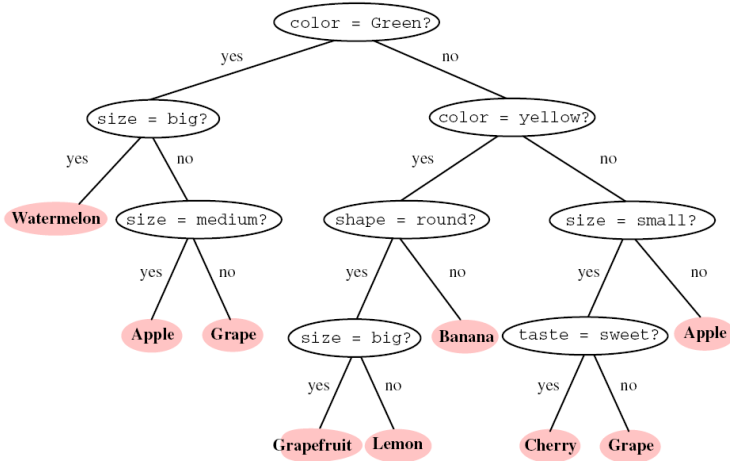 color = Green?
yes
no
size = big?
color = yellow?
yes
no
yes
no
Watermelon
size = medium?
shape = round?
size = small?
yes
no
yes
no
yes
no
Apple
Grape
size = big?
Banana
taste = sweet?
Apple
yes
no
yes
no
Grapefruit
Lemon
Cherry
Grape